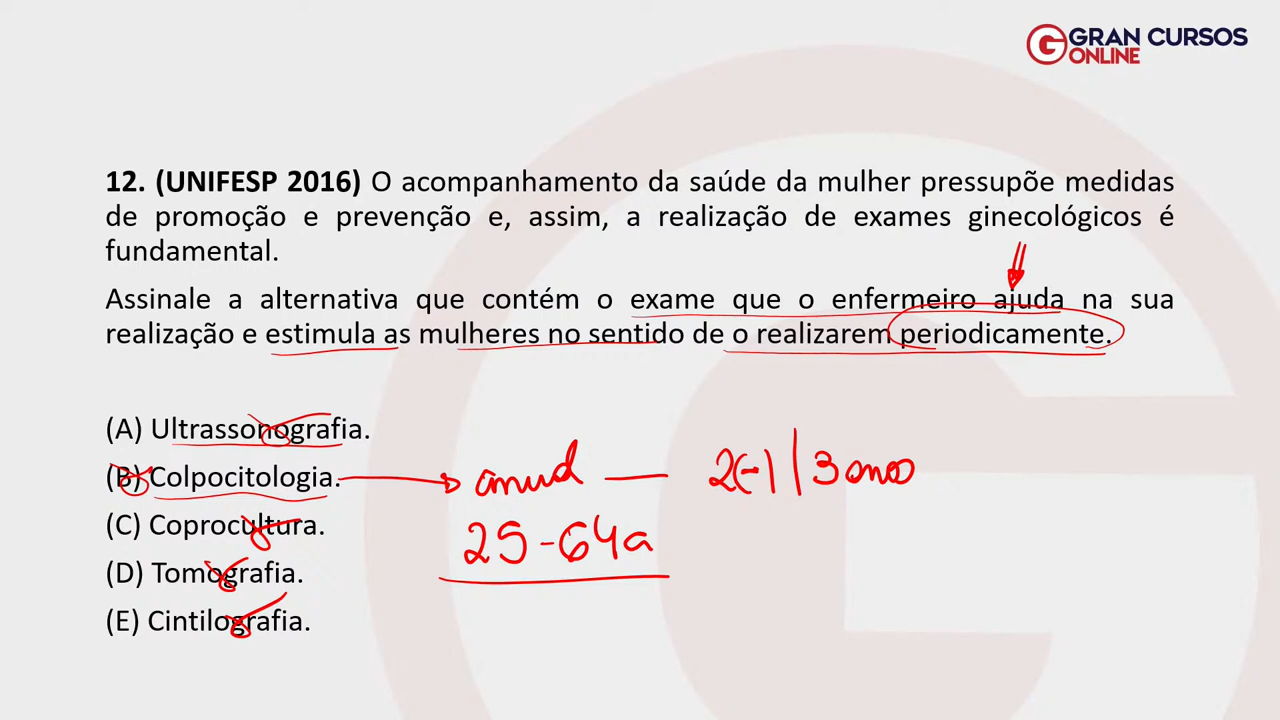 GRAN CURSOS
ONLINE
12. (UNIFESP 2016) O acompanhamento da saúde da mulher pressupõe medidas
de promoção e prevenção e, assim, a realização de exames ginecológicos é
fundamental.
Assinale a alternativa que contém o exame que o enfermeiro ajuda na sua
realização e estimula as mulheres no sentido de o realizarem periodicamente.
(A) Ultrassonografia.
(B) Colpocitologia.
anual — 2(-) | 3 anos
25-64a
(C) Coprocultura.
(D) Tomografia.
(E) Cintilografia.